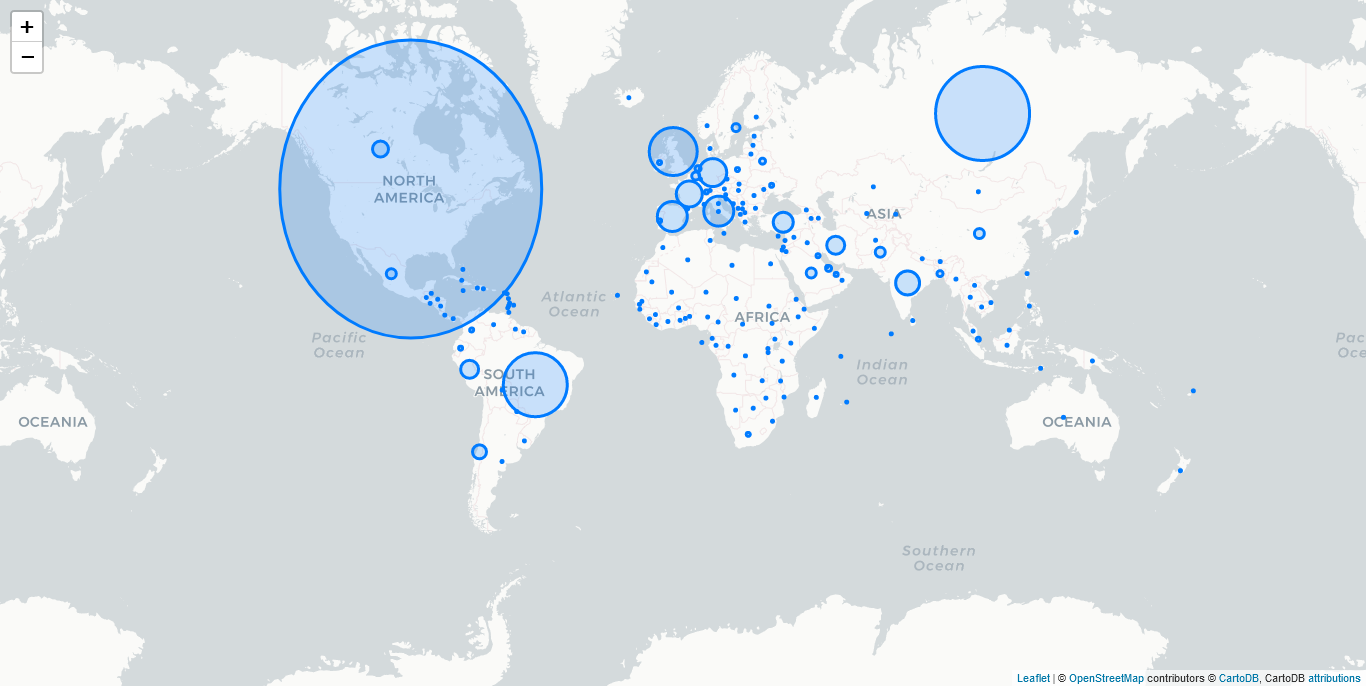 +
−
NORTH
AMERICA
ASIA
Atlantic
Ocean
AFRICA
Pacific
Ocean
Pac
Oce
Indian
Ocean
SOUTH
AMERICA
OCEANIA
OCEANIA
Southern
Ocean
Leaflet | © OpenStreetMap contributors © CartoDB, CartoDB attributions